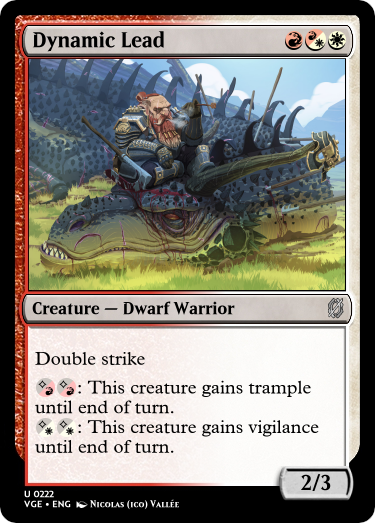 Dynamic Lead
Creature — Dwarf Warrior
Double strike
: This creature gains trample
until end of turn.
: This creature gains vigilance
until end of turn.
2/3
U 0222
VGE • ENG Nicolas (ico) Vallée